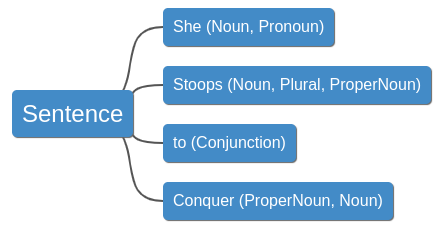 Sentence
She (Noun, Pronoun)
Stoops (Noun, Plural, ProperNoun)
to (Conjunction)
Conquer (ProperNoun, Noun)